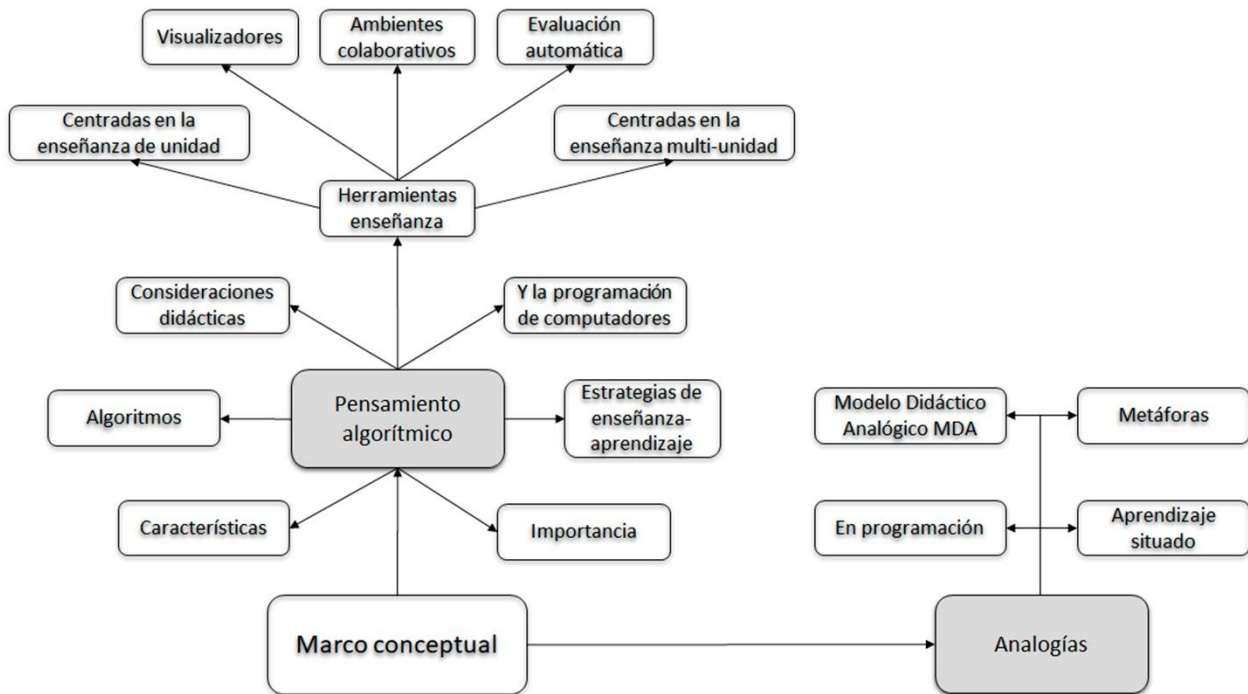 Visualizadores
Ambientes
colaborativos
Evaluación
automática
Centradas en la
enseñanza de unidad
Centradas en la
enseñanza multi-unidad
Herramientas
enseñanza
Consideraciones
didácticas
Y la programación
de computadores
Algoritmos
Pensamiento
algorítmico
Estrategias de
enseñanza-
aprendizaje
Modelo Didáctico
Analógico MDA
Metáforas
Características
Importancia
En programación
Aprendizaje
situado
Marco conceptual
Analogías